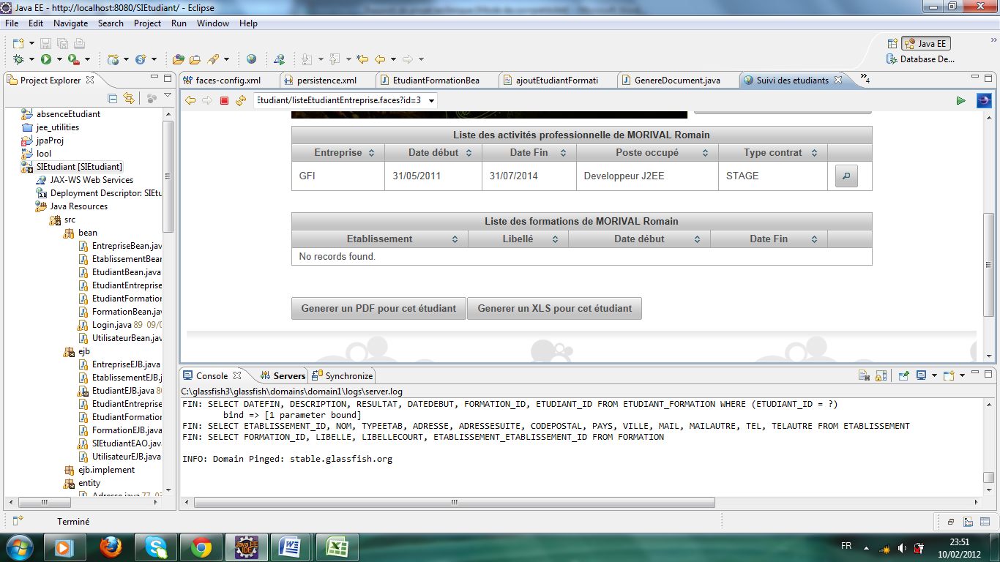 Java EE - http://localhost:8080/SIEtudiant/ - Eclipse
File Edit Navigate Search Project Run Window Help
Java EE
Database De...
Project Explorer
faces-config.xml persistence.xml EtudiantFormationBea ajoutEtudiantFormati GenereDocument.java Suivi des etudiants 4
Etudiant/listeEtudiantEntreprise.faces?id=3
absenceEtudiant
jee_utilities
jpaProj
lool
SIEtudiant [SIEtudiant]
JAX-WS Web Services
Deployment Descriptor: SIEtu
Java Resources
src
bean
EntrepriseBean.java
EtablissementBean
EtudiantBean.java
EtudiantEntreprise
EtudiantFormation
FormationBean.java
Login.java 89 09/0
UtilisateurBean.java
ejb
EntrepriseEJB.java
EtablissementEJB.j
EtudiantEJB.java 80
EtudiantEntreprise
EtudiantFormation
FormationEJB.java
SIEtudiantEAO.java
UtilisateurEJB.java
ejb.implement
entity
Adresse.java 77 03
Liste des activités professionnelle de MORIVAL Romain
Entreprise Date début Date Fin Poste occupé Type contrat
GFI 31/05/2011 31/07/2014 Developpeur J2EE STAGE
Liste des formations de MORIVAL Romain
Etablissement Libellé Date début Date Fin
No records found.
Generer un PDF pour cet étudiant Generer un XLS pour cet étudiant
Console Servers Synchronize
C:\glassfish3\glassfish\domains\domain1\logs\server.log
FIN: SELECT DATEFIN, DESCRIPTION, RESULTAT, DATEDEBUT, FORMATION_ID, ETUDIANT_ID FROM ETUDIANT_FORMATION WHERE (ETUDIANT_ID = ?)
bind => [1 parameter bound]
FIN: SELECT ETABLISSEMENT_ID, NOM, TYPEETAB, ADRESSE, ADRESSESUITE, CODEPOSTAL, PAYS, VILLE, MAIL, MAILAUTRE, TEL, TELAUTRE FROM ETABLISSEMENT
FIN: SELECT FORMATION_ID, LIBELLE, LIBELLECOURT, ETABLISSEMENT_ETABLISSEMENT_ID FROM FORMATION
INFO: Domain Pinged: stable.glassfish.org
Terminé
Java EE IDE
FR
23:51
10/02/2012